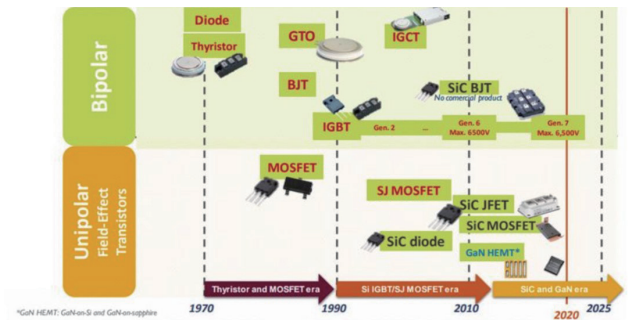 Diode
Thyristor
GTO
IGCT
BJT
SiC BJT
No comercial product
IGBT
Gen. 2
...
Gen. 6
Max. 6500V
Gen. 7
Max. 6,500V
Bipolar
MOSFET
SJ MOSFET
SiC JFET
SiC MOSFET
SiC diode
GaN HEMT*
Unipolar
Field-Effect
Transistors
Thyristor and MOSFET era
Si IGBT/SJ MOSFET era
SiC and GaN era
1970
1990
2010
2020
2025
*GaN HEMT: GaN-on-Si and GaN-on-sapphire